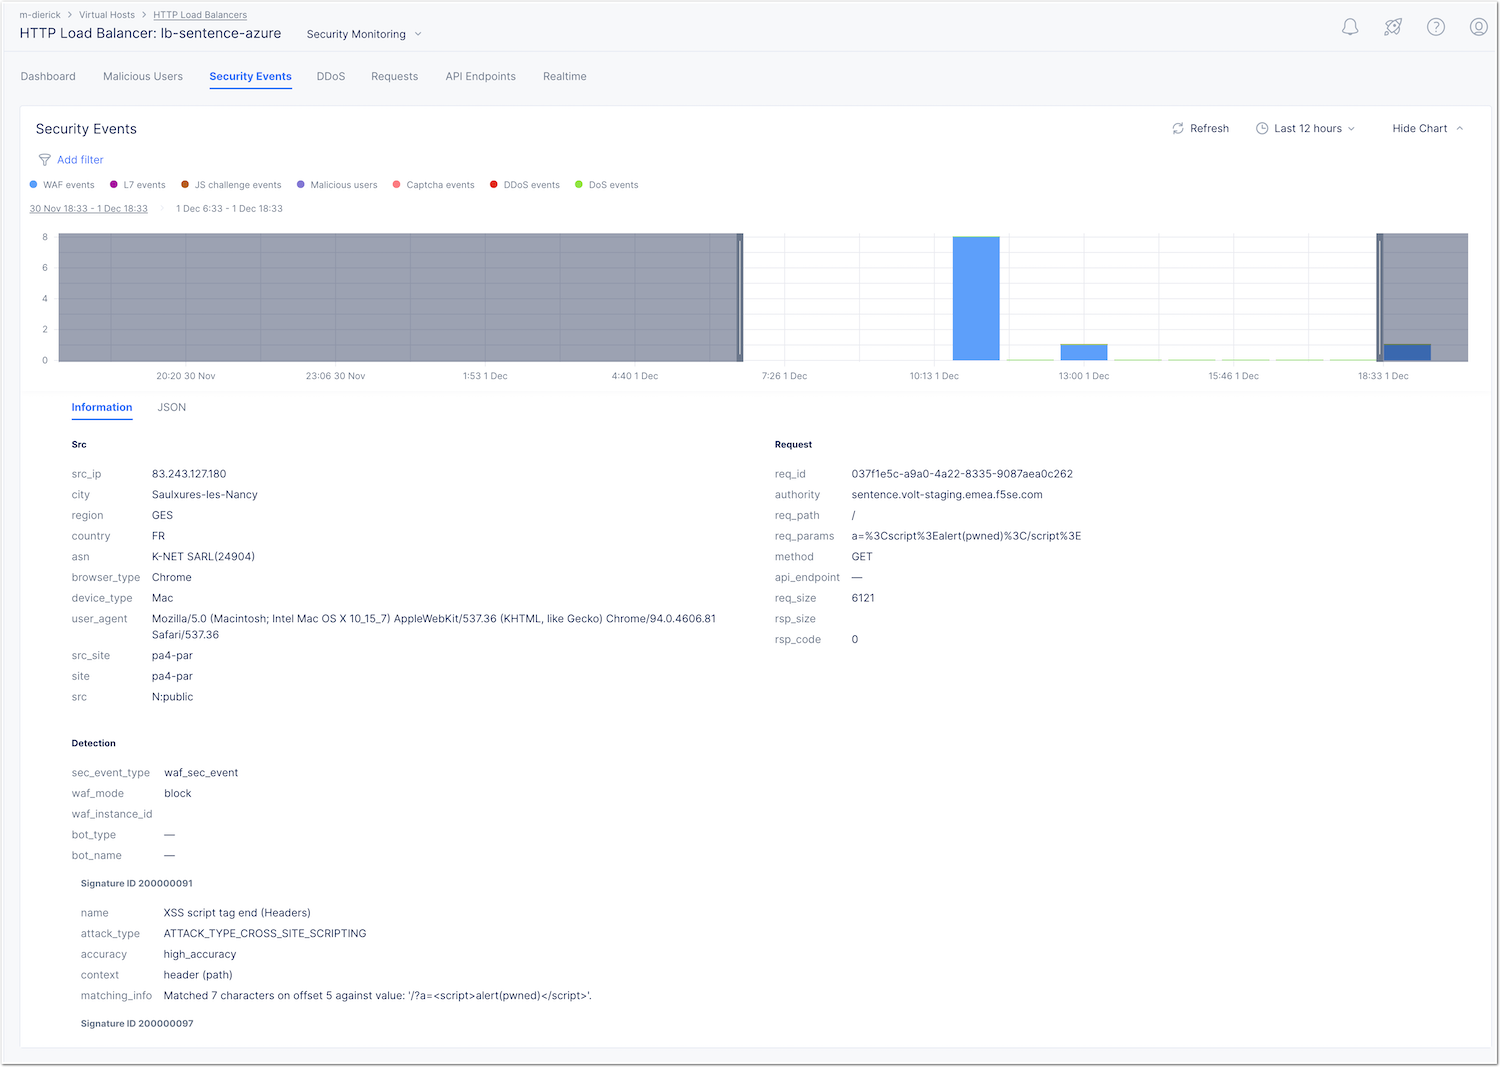 m-dierick > Virtual Hosts > HTTP Load Balancers
HTTP Load Balancer: lb-sentence-azure Security Monitoring
Dashboard Malicious Users Security Events DDoS Requests API Endpoints Realtime
Security Events Refresh Last 12 hours Hide Chart
Add filter
WAF events L7 events JS challenge events Malicious users Captcha events DDoS events DoS events
30 Nov 18:33 - 1 Dec 18:33 1 Dec 6:33 - 1 Dec 18:33
8
6
4
2
0
20:20 30 Nov 23:06 30 Nov 1:53 1 Dec 4:40 1 Dec 7:26 1 Dec 10:13 1 Dec 13:00 1 Dec 15:46 1 Dec 18:33 1 Dec
Information JSON
Src
src_ip 83.243.127.180
city Saulxures-les-Nancy
region GES
country FR
asn K-NET SARL(24904)
browser_type Chrome
device_type Mac
user_agent Mozilla/5.0 (Macintosh; Intel Mac OS X 10_15_7) AppleWebKit/537.36 (KHTML, like Gecko) Chrome/94.0.4606.81
Safari/537.36
src_site pa4-par
site pa4-par
src N:public
Request
req_id 037f1e5c-a9a0-4a22-8335-9087aea0c262
authority sentence.volt-staging.emea.f5se.com
req_path /
req_params a=%3Cscript%3Ealert(pwned)%3C/script%3E
method GET
api_endpoint —
req_size 6121
rsp_size
rsp_code 0
Detection
sec_event_type waf_sec_event
waf_mode block
waf_instance_id
bot_type —
bot_name —
Signature ID 200000091
name XSS script tag end (Headers)
attack_type ATTACK_TYPE_CROSS_SITE_SCRIPTING
accuracy high_accuracy
context header (path)
matching_info Matched 7 characters on offset 5 against value: '/?a=<script>alert(pwned)</script>'.
Signature ID 200000097